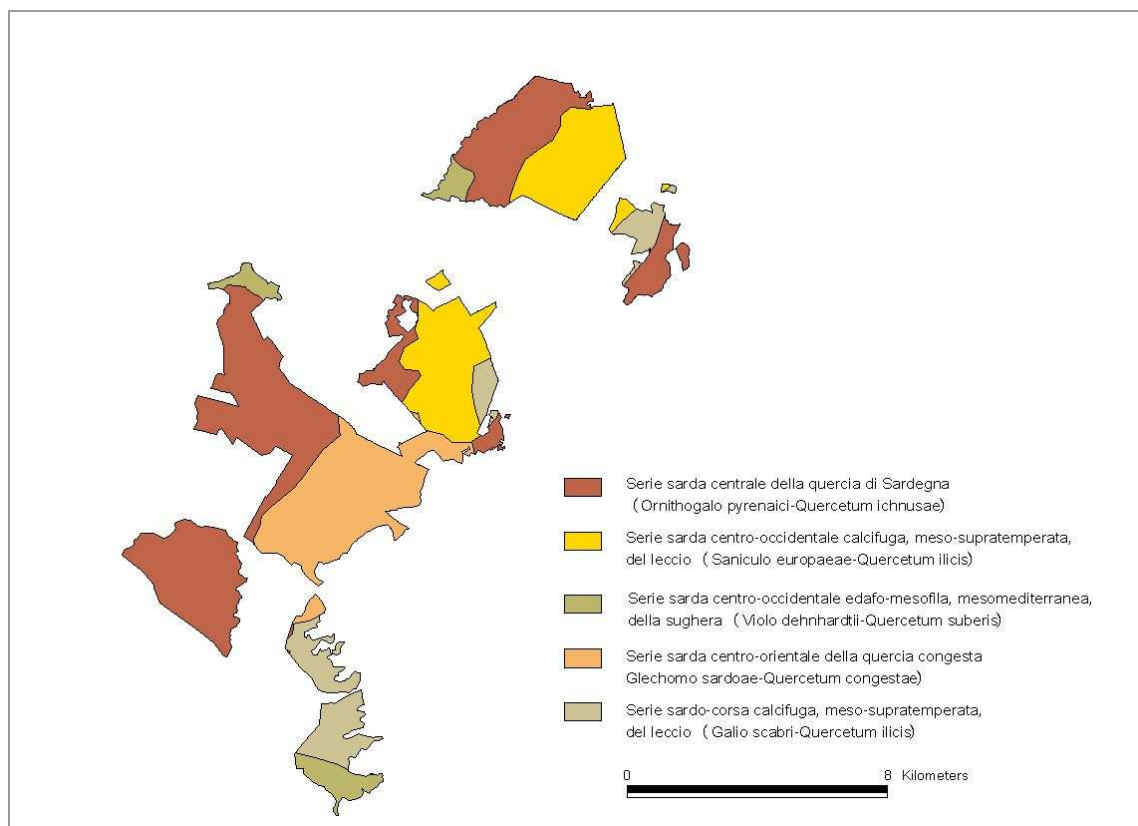 Serie sarda centrale della quercia di Sardegna
(Ornithogalo pyrenaici-Quercetum ichnusae)
Serie sarda centro-occidentale calcifuga, meso-supratemperata,
del leccio (Saniculo europaeae-Quercetum ilicis)
Serie sarda centro-occidentale edafo-mesofila, mesomediterranea,
della sughera (Violo dehnhardtii-Quercetum suberis)
Serie sarda centro-orientale della quercia congesta
Glechomo sardoae-Quercetum congestae)
Serie sardo-corsa calcifuga, meso-supratemperata,
del leccio (Galio scabri-Quercetum ilicis)
0 8 Kilometers